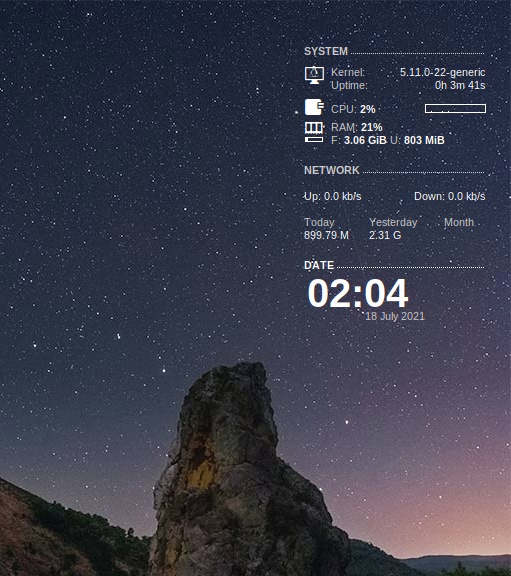 SYSTEM
Kernel: 5.11.0-22-generic
Uptime: 0h 3m 41s
CPU: 2%
RAM: 21%
F: 3.06 GiB U: 803 MiB
NETWORK
Up: 0.0 kb/s Down: 0.0 kb/s
Today Yesterday Month
899.79 M 2.31 G
DATE
02:04
18 July 2021